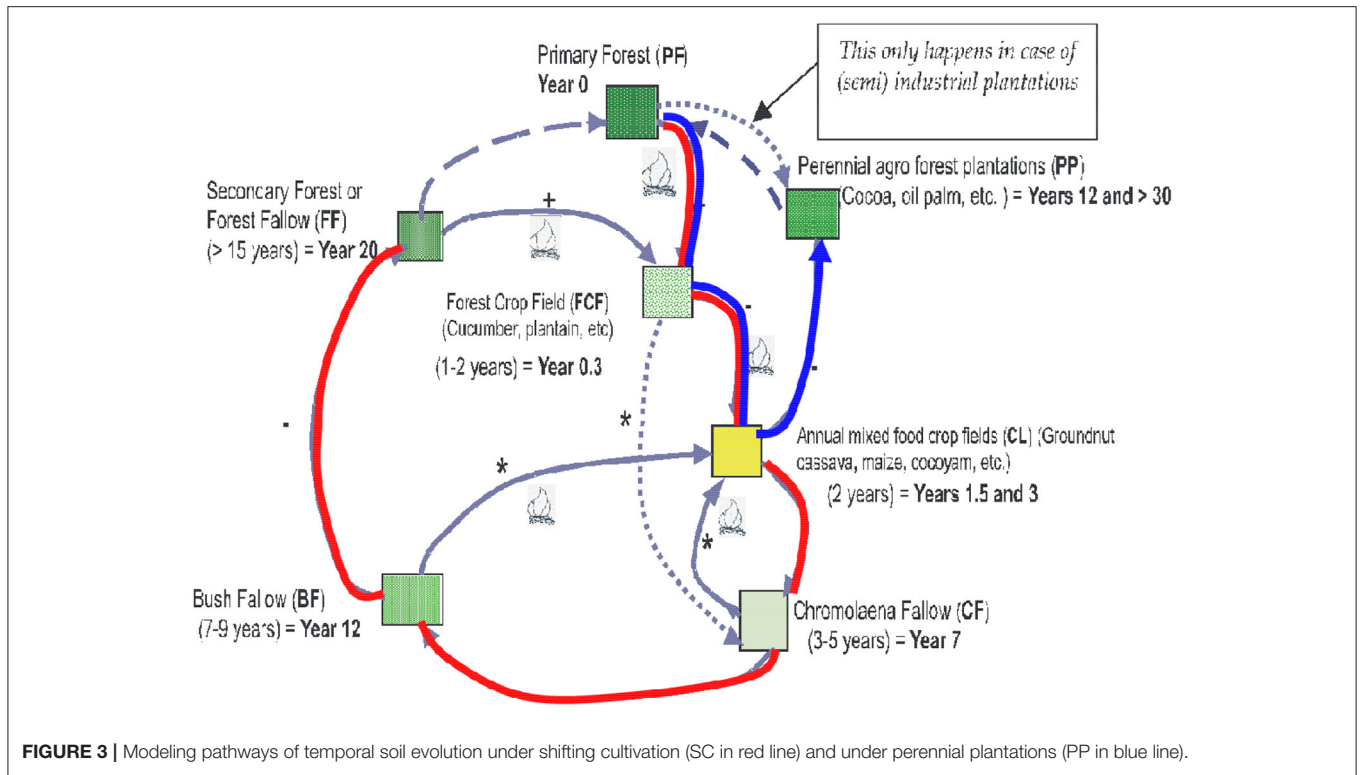 Primary Forest (PF)
Year 0
This only happens in case of
(semi) industrial plantations
Perennial agro forest plantations (PP)
(Cocoa, oil palm, etc. ) = Years 12 and > 30
Secondary Forest or
Forest Fallow (FF)
(> 15 years) = Year 20
+
-
Forest Crop Field (FCF)
(Cucumber, plantain, etc)
(1-2 years) = Year 0.3
-
-
-
*
*
Annual mixed food crop fields (CL) (Groundnut
cassava, maize, cocoyam, etc.)
(2 years) = Years 1.5 and 3
*
Bush Fallow (BF)
(7-9 years) = Year 12
Chromolaena Fallow (CF)
(3-5 years) = Year 7
FIGURE 3 | Modeling pathways of temporal soil evolution under shifting cultivation (SC in red line) and under perennial plantations (PP in blue line).